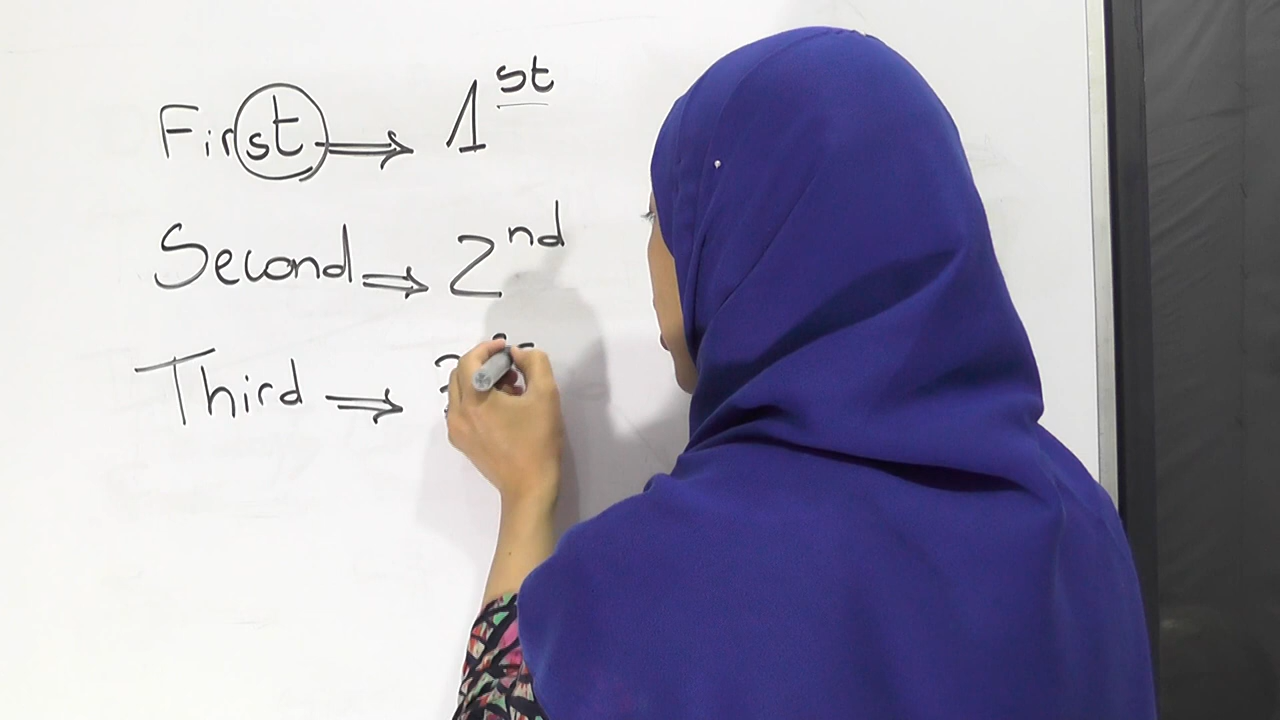 First ⇒ 1st
Second ⇒ 2nd
Third ⇒ 3